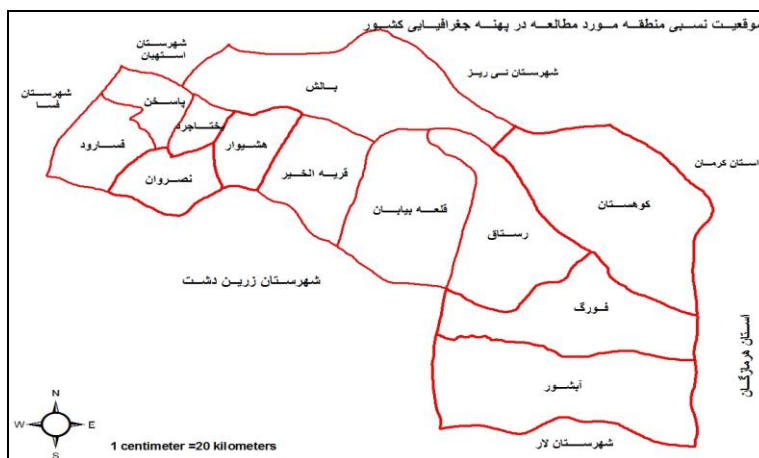 موقعیت نسبی منطقه مورد مطالعه در پهنه جغرافیایی کشور
شهرستان
استهبان
شهرستان نی ریز
شهرستان
فسا
بالش
پاسخن
بختاجرد
فسارود
هشیوار
نصروان
قریه الخیر
قلعه بیابان
رستاق
کوهستان
استان کرمان
شهرستان زرین دشت
فورگ
استان هرمازگان
آبشور
شهرستان لار
N
W
E
S
1 centimeter =20 kilometers